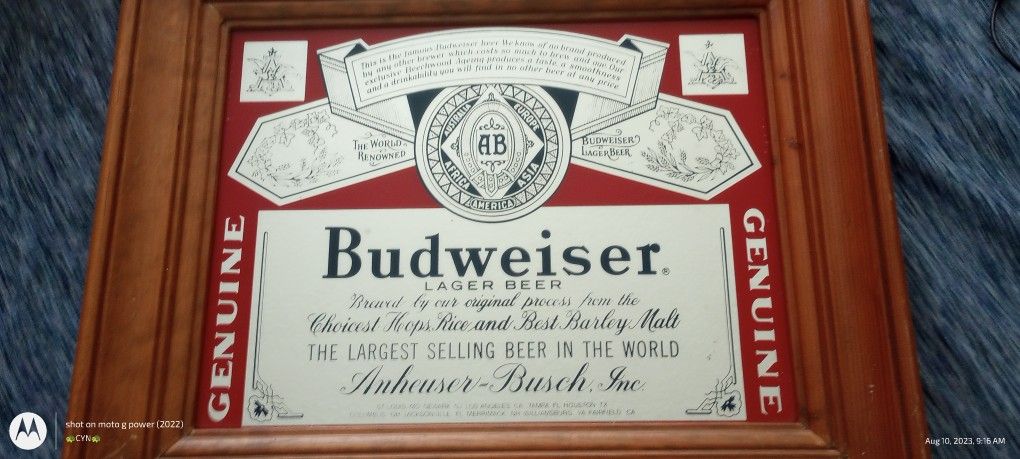 This is the famous Budweiser beer. We know of no brand produced
by any other brewer which costs so much to brew and age. Our
exclusive Beechwood Ageing produces a taste, a smoothness
and a drinkability you will find in no other beer at any price.
THE WORLD
RENOWNED
AUSTRALIA
EUROPE
AB
AFRICA
ASIA
AMERICA
BUDWEISER
LAGER BEER
GENUINE
GENUINE
Budweiser®
LAGER BEER
Brewed by our original process from the
Choicest Hops, Rice and Best Barley Malt
THE LARGEST SELLING BEER IN THE WORLD
Anheuser-Busch, Inc.
ST. LOUIS MO NEWARK NJ LOS ANGELES CA TAMPA FL HOUSTON TX
COLUMBUS OH JACKSONVILLE FL MERRIMACK NH WILLIAMSBURG VA FAIRFIELD CA
shot on moto g power (2022)
🐢CYN🐢
Aug 10, 2023, 9:16 AM